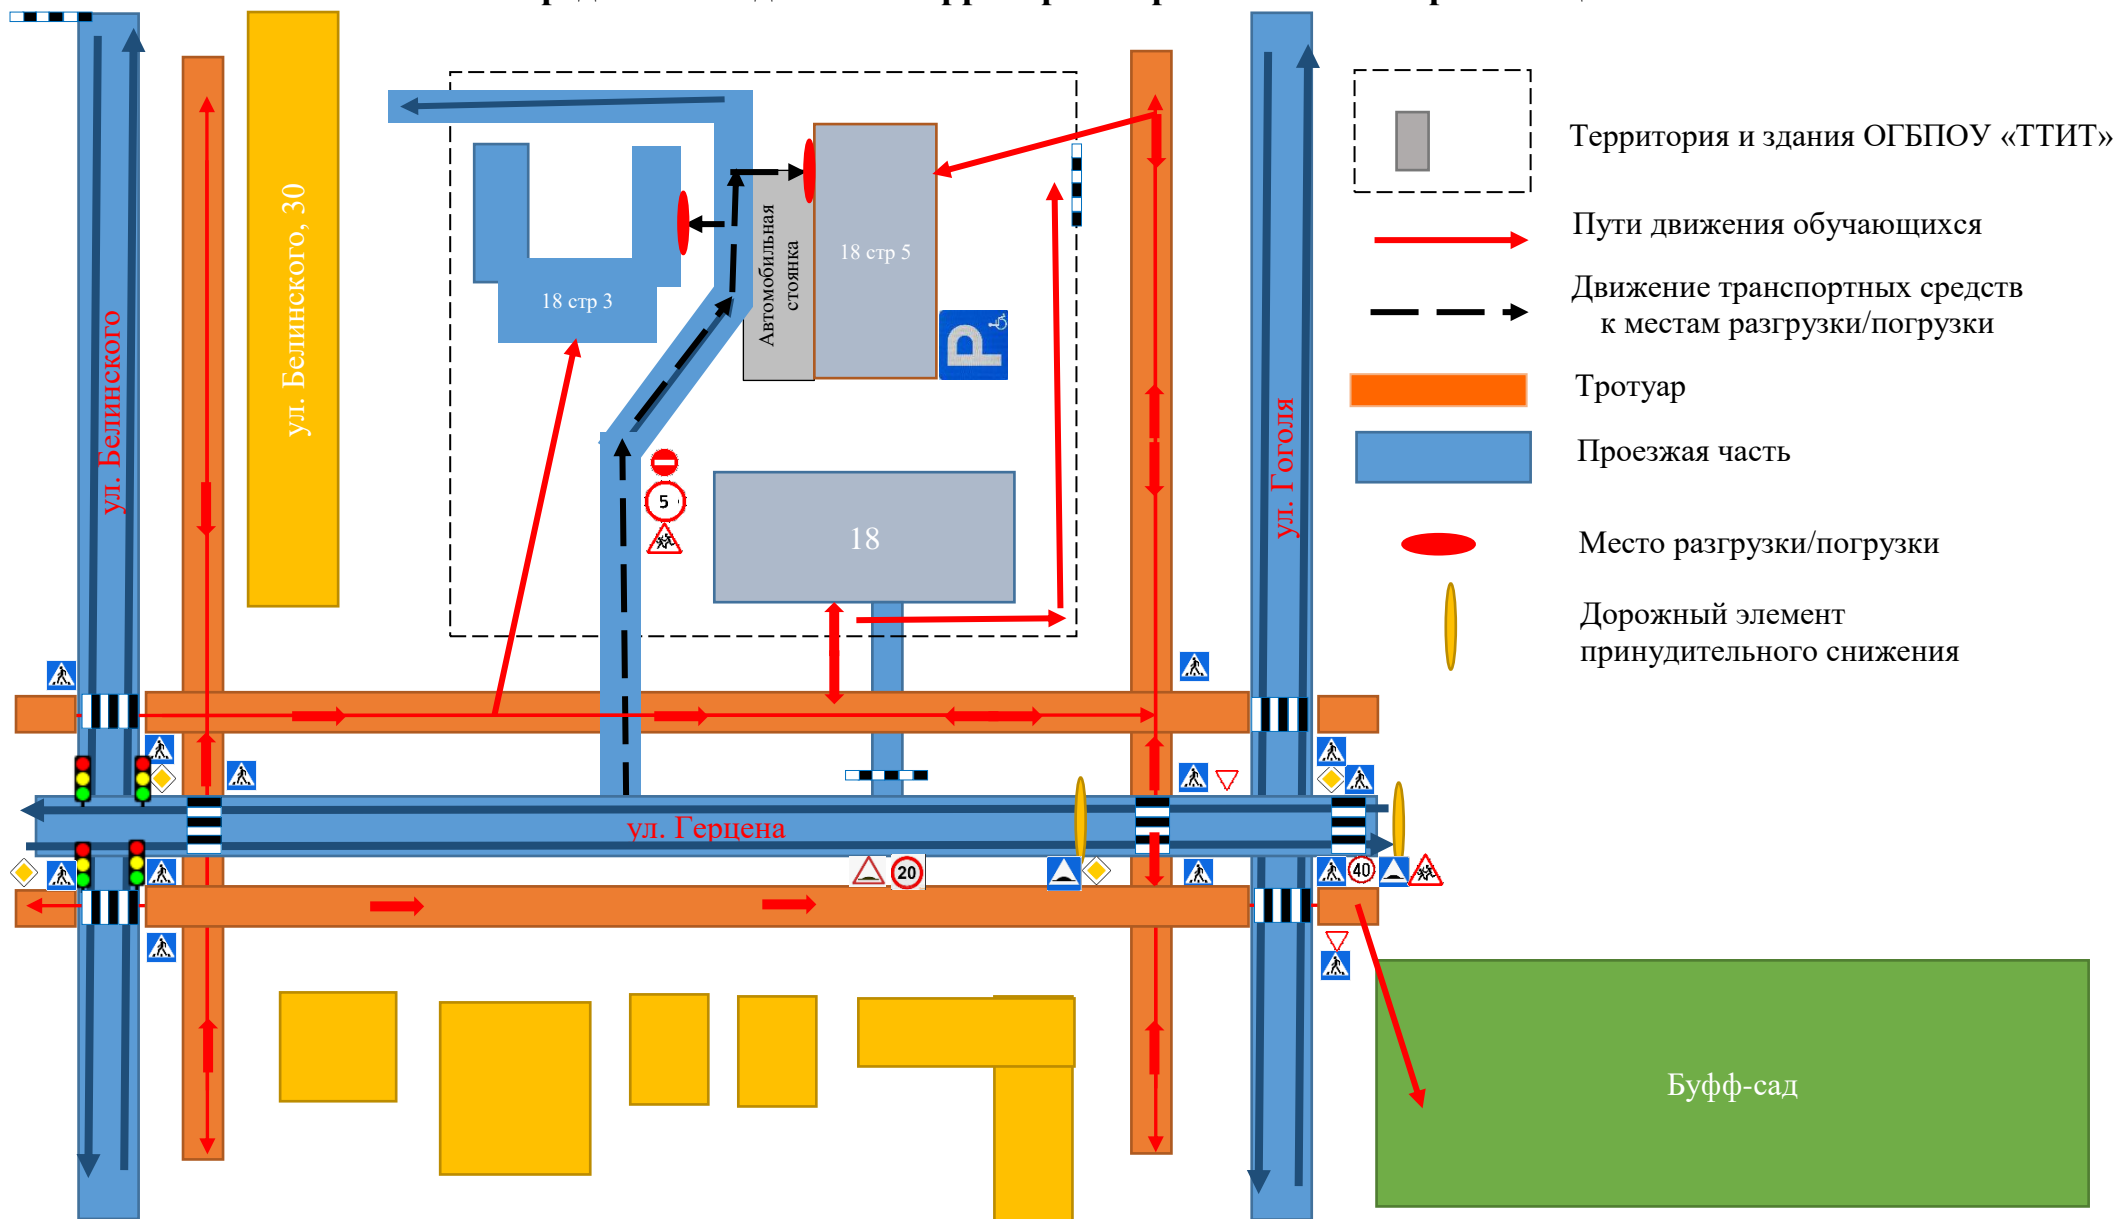 Территория и здания ОГБПОУ «ТТИТ»
Пути движения обучающихся
Движение транспортных средств
к местам разгрузки/погрузки
Тротуар
Проезжая часть
Место разгрузки/погрузки
Дорожный элемент
принудительного снижения
ул. Белинского
ул. Белинского, 30
18 стр 3
Автомобильная
стоянка
18 стр 5
P
5
18
ул. Гоголя
ул. Герцена
20
40
Буфф-сад